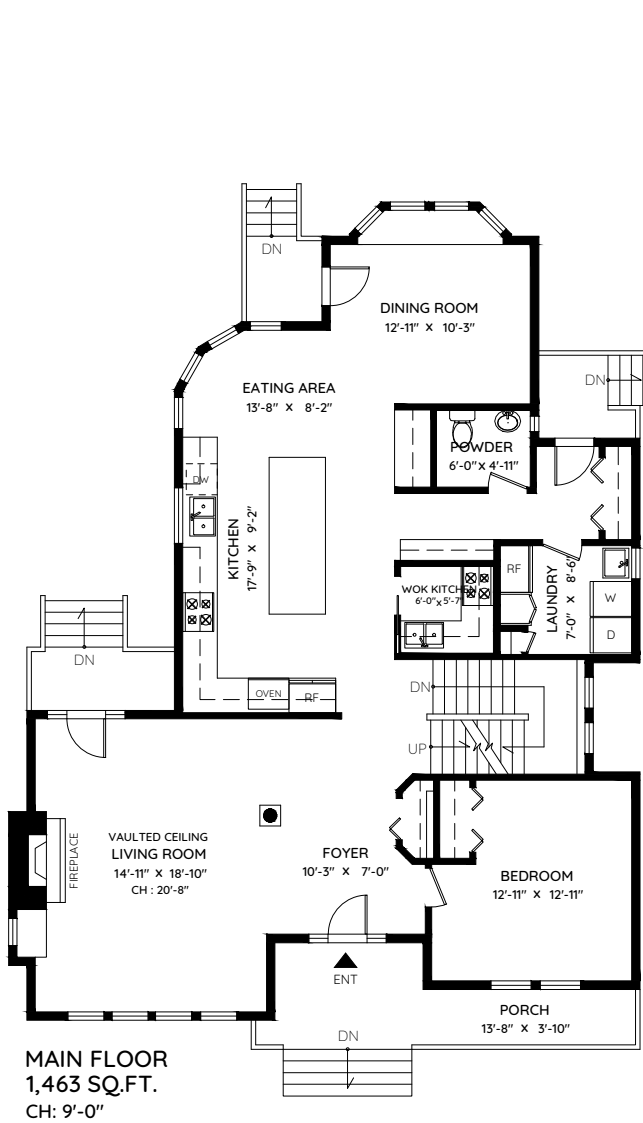 DN
DINING ROOM
12'-11" X 10'-3"
DN
EATING AREA
13'-8" X 8'-2"
POWDER
6'-0" X 4'-11"
DW
KITCHEN
17'-9" X 9'-2"
RF
LAUNDRY
7'-0" X 8'-6"
WOK KITCHEN
6'-0" X 5'-7"
W
D
DN
OVEN
RF
DN
UP
FIREPLACE
VAULTED CEILING
LIVING ROOM
14'-11" X 18'-10"
CH : 20'-8"
FOYER
10'-3" X 7'-0"
BEDROOM
12'-11" X 12'-11"
ENT
PORCH
13'-8" X 3'-10"
DN
MAIN FLOOR
1,463 SQ.FT.
CH: 9'-0"